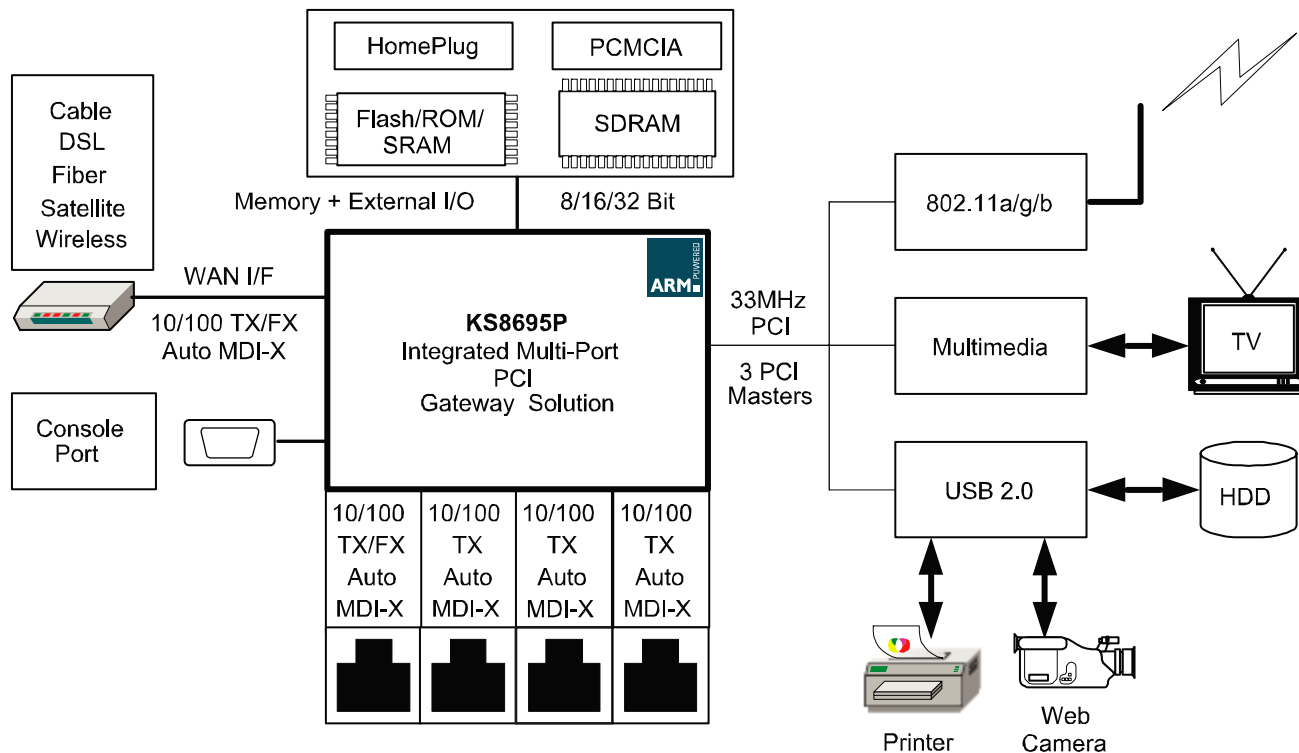 HomePlug
PCMCIA
Flash/ROM/
SRAM
SDRAM
Cable
DSL
Fiber
Satellite
Wireless
Memory + External I/O
8/16/32 Bit
802.11a/g/b
WAN I/F
10/100 TX/FX
Auto MDI-X
ARM POWERED
KS8695P
Integrated Multi-Port
PCI
Gateway Solution
33MHz
PCI
3 PCI
Masters
Multimedia
TV
Console
Port
USB 2.0
HDD
10/100
TX/FX
Auto
MDI-X
10/100
TX
Auto
MDI-X
10/100
TX
Auto
MDI-X
10/100
TX
Auto
MDI-X
Printer
Web
Camera